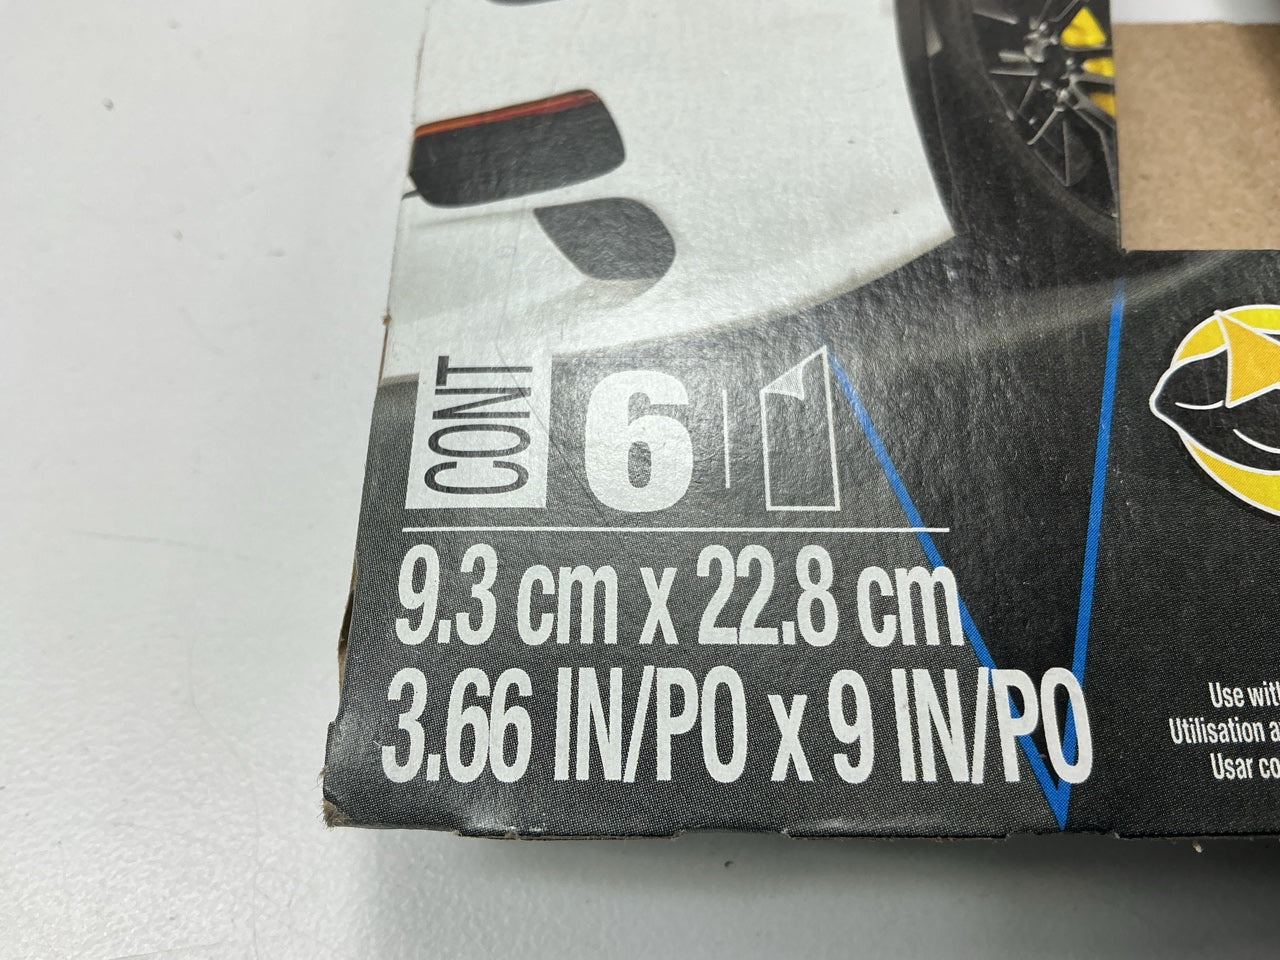 CONT
6
9.3 cm x 22.8 cm
3.66 IN/PO x 9 IN/PO
Use with
Utilisation a
Usar co